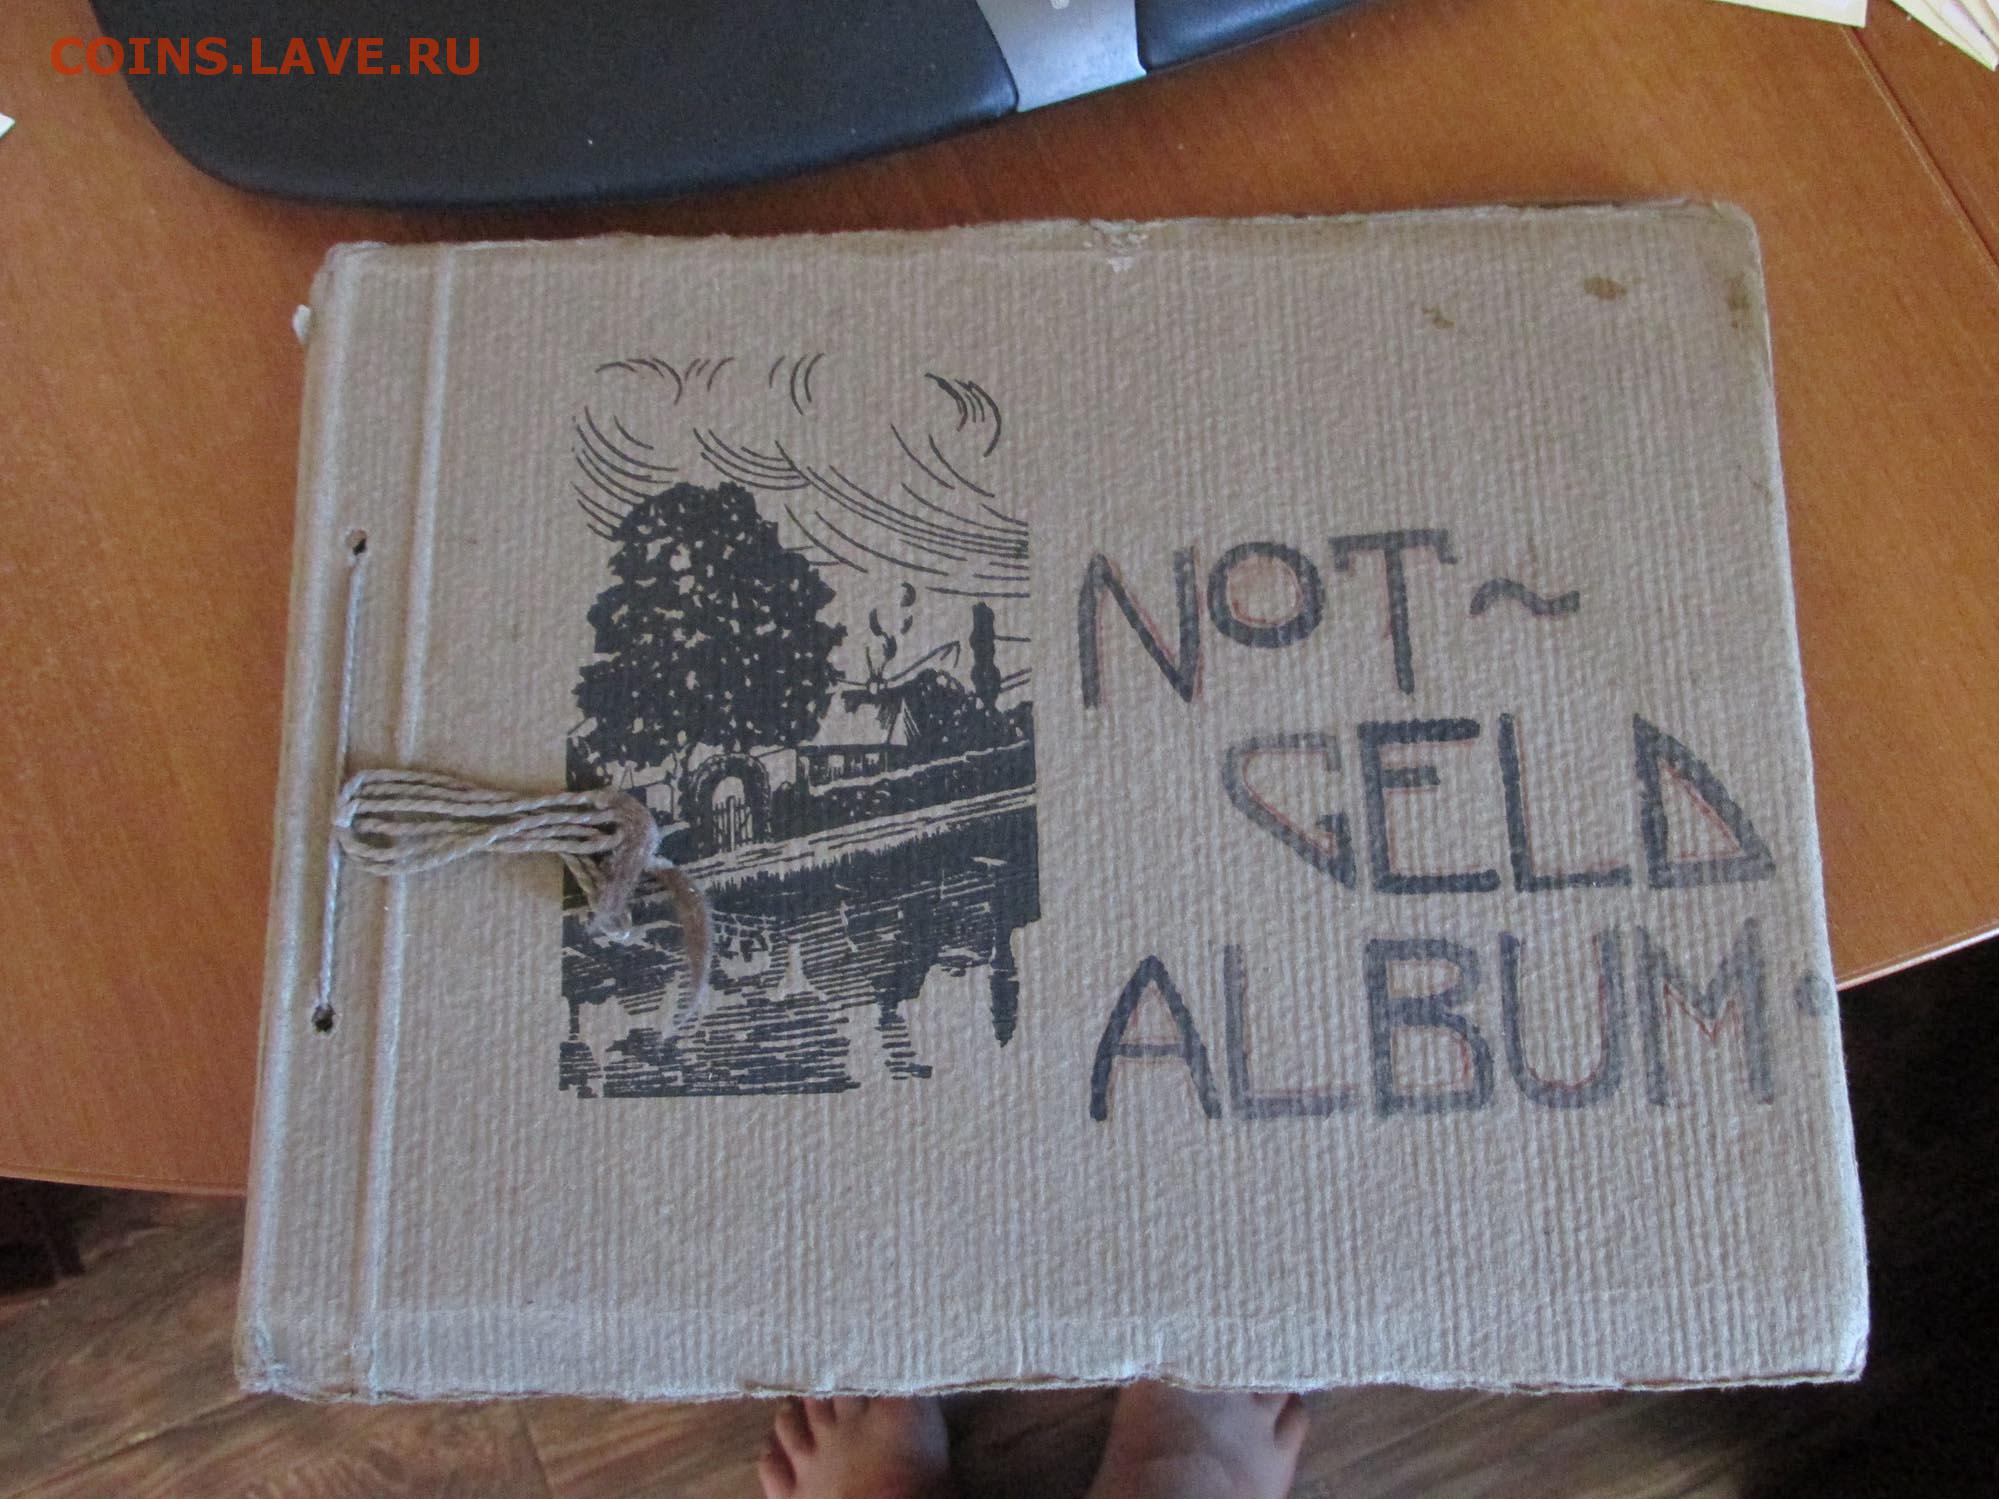 COINS.LAVE.RU
NOT~
GELD
ALBUM.